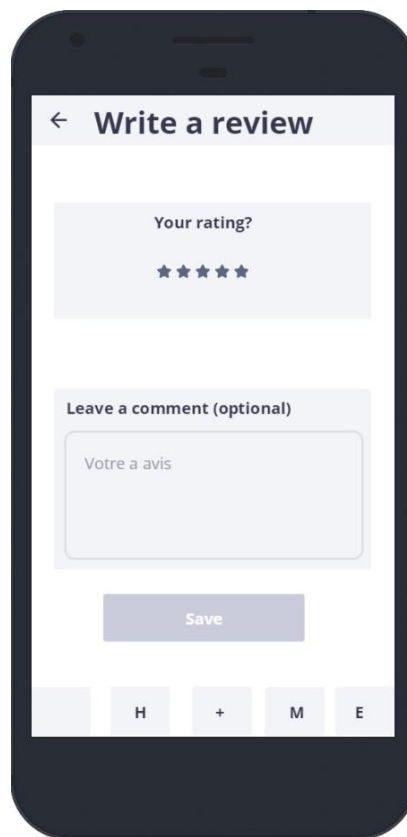 Write a review
Your rating?
Leave a comment (optional)
Votre a avis
Save
H + M E